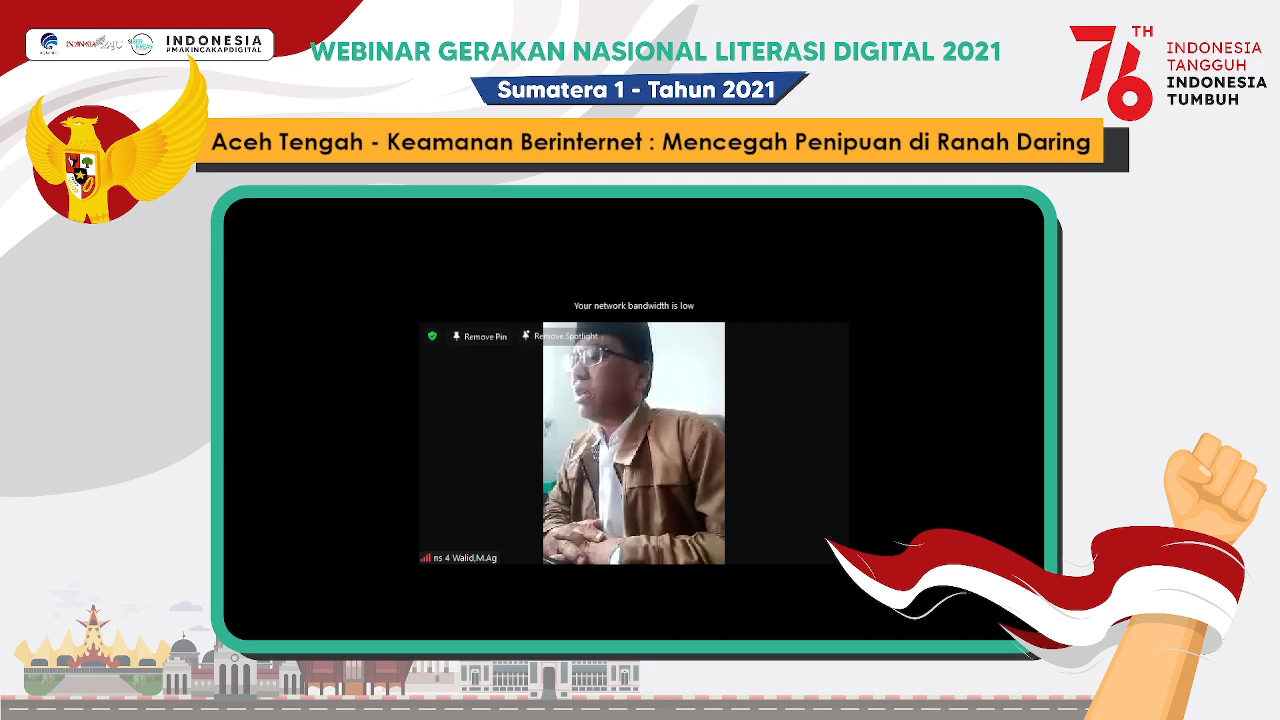 INDONESIA
#MAKINCAKAPDIGITAL
WEBINAR GERAKAN NASIONAL LITERASI DIGITAL 2021
Sumatera 1 - Tahun 2021
76TH
INDONESIA
TANGGUH
INDONESIA
TUMBUH
Aceh Tengah - Keamanan Berinternet : Mencegah Penipuan di Ranah Daring
Your network bandwidth is low
Remove Pin
Remove Spotlight
ns 4 Walid,M.Ag